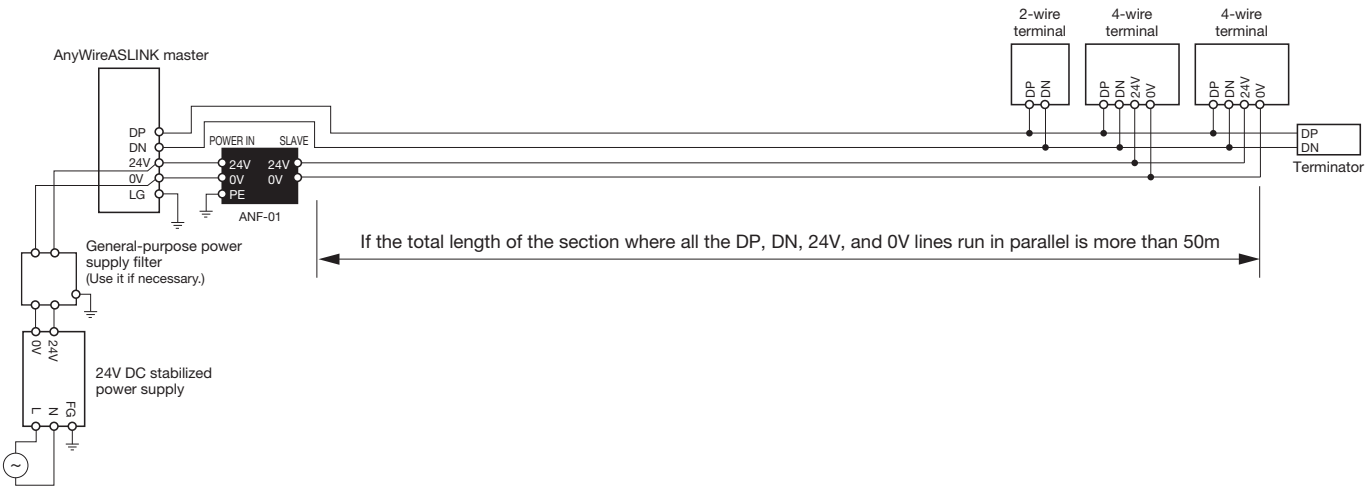 2-wire
terminal
4-wire
terminal
4-wire
terminal
AnyWireASLINK master
DP
DN
24V
0V
LG
POWER IN
SLAVE
24V
0V
PE
24V
0V
ANF-01
DP
DN
DP
DN
24V
0V
DP
DN
24V
0V
DP
DN
Terminator
If the total length of the section where all the DP, DN, 24V, and 0V lines run in parallel is more than 50m
General-purpose power
supply filter
(Use it if necessary.)
0V
24V
24V DC stabilized
power supply
L
N
FG
~